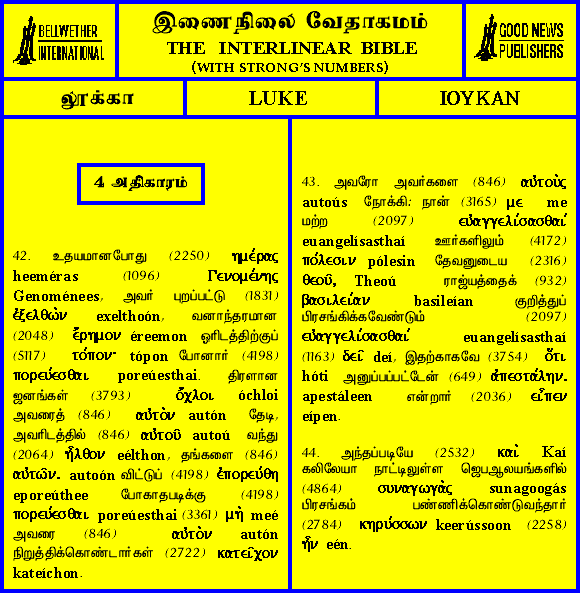 BELLWETHER
INTERNATIONAL
இணைநிலை வேதாகமம்
THE INTERLINEAR BIBLE
(WITH STRONG'S NUMBERS)
GOOD NEWS
PUBLISHERS
லூக்கா
LUKE
ΙΟΥΚΑΝ
4 அதிகாரம்
42. உதயமானபோது (2250) ημέρας
heeméras (1096) Γενομένης
Genoménees, அவர் புறப்பட்டு (1831)
ἐξελθὼν exelthoón, வனாந்தரமான
(2048) ἔρημον éreemon ஓரிடத்திற்குப்
(5117) τόπον· tópon போனார் (4198)
πορεύεσθαι poreúesthai. திரளான
ஜனங்கள் (3793) ὄχλοι óchloi
அவரைத் (846) αὐτὸν autón தேடி,
அவரிடத்தில் (846) αὐτοῦ autoú வந்து
(2064) ἦλθον eélthon, தங்களை (846)
αὐτῶν. autoón விட்டுப் (4198) ἐπορεύθη
eporeúthee போகாதபடிக்கு (4198)
πορεύεσθαι poreúesthai (3361) μὴ meé
அவரை (846) αὐτὸν autón
நிறுத்திக்கொண்டார்கள் (2722) κατεῖχον
kateíchon.
43. அவரோ அவர்களை (846) αὐτοὺς
autoús நோக்கி: நான் (3165) με me
மற்ற (2097) εὐαγγελίσασθαί
euangelísasthaí ஊர்களிலும் (4172)
πόλεσιν pólesin தேவனுடைய (2316)
θεοῦ, Theoú ராஜ்யத்தைக் (932)
βασιλείαν basileían குறித்துப்
பிரசங்கிக்கவேண்டும் (2097)
εὐαγγελίσασθαί euangelísasthaí
(1163) δεῖ deí, இதற்காகவே (3754) ὅτι
hóti அனுப்பப்பட்டேன் (649) ἀπεστάλην.
apestáleen என்றார் (2036) εἶπεν
eípen.
44. அந்தப்படியே (2532) καὶ Kaí
கலிலேயா நாட்டிலுள்ள ஜெபஆலயங்களில்
(4864) συναγωγὰς sunagoogás
பிரசங்கம் பண்ணிக்கொண்டுவந்தார்
(2784) κηρύσσων keerússoon (2258)
ἦν eén.